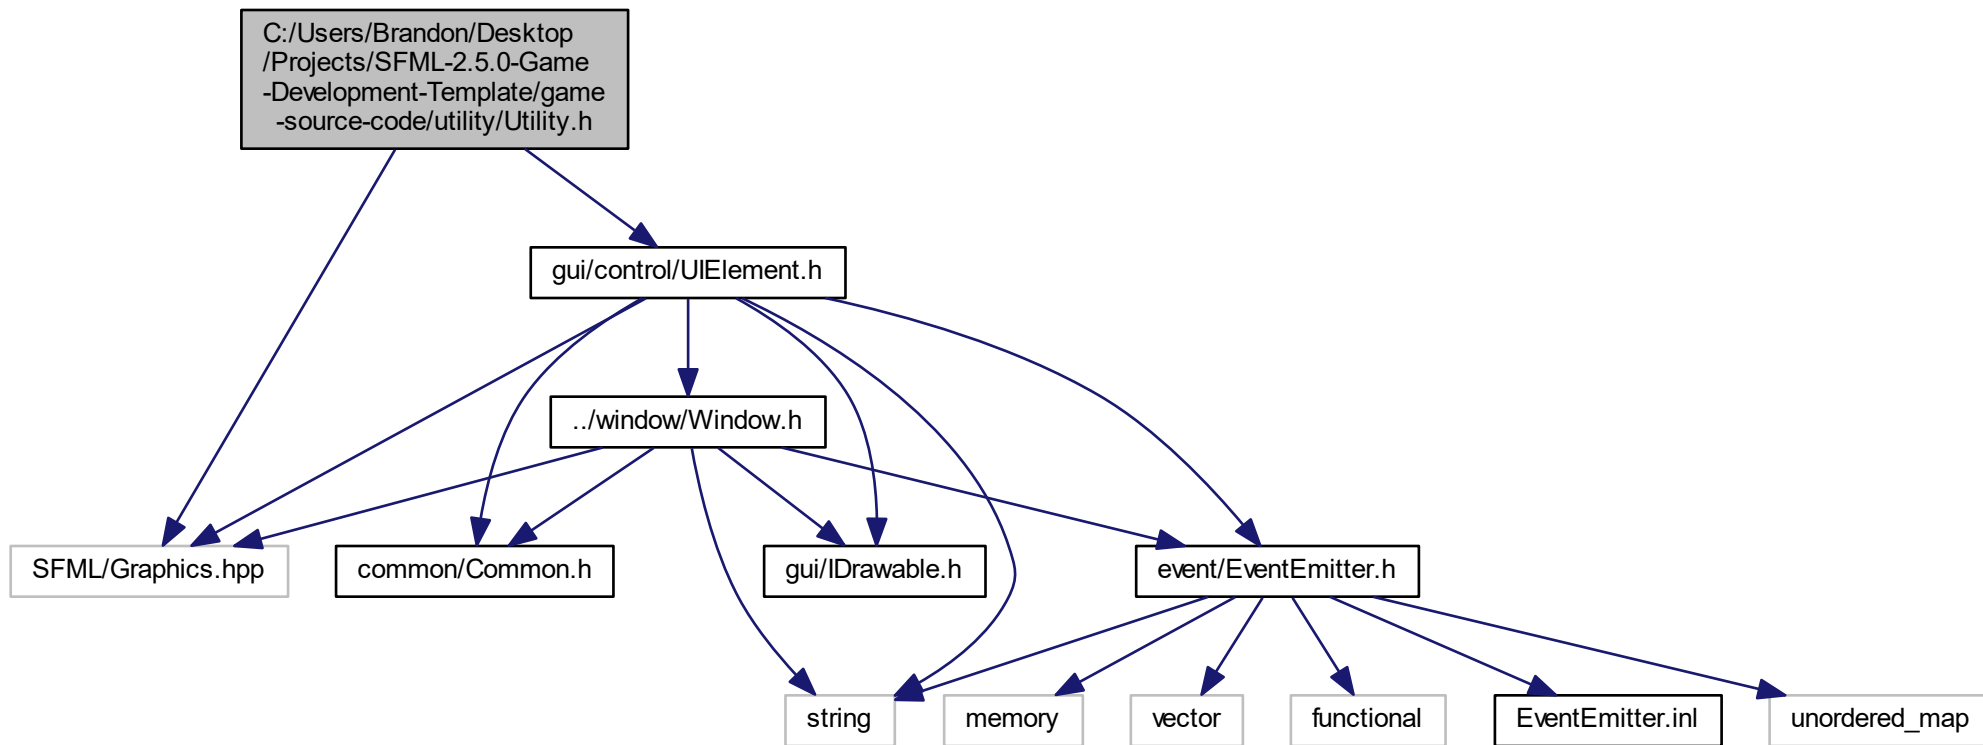 C:/Users/Brandon/Desktop
/Projects/SFML-2.5.0-Game
-Development-Template/game
-source-code/utility/Utility.h
gui/control/UIElement.h
../window/Window.h
SFML/Graphics.hpp
common/Common.h
gui/IDrawable.h
event/EventEmitter.h
string
memory
vector
functional
EventEmitter.inl
unordered_map